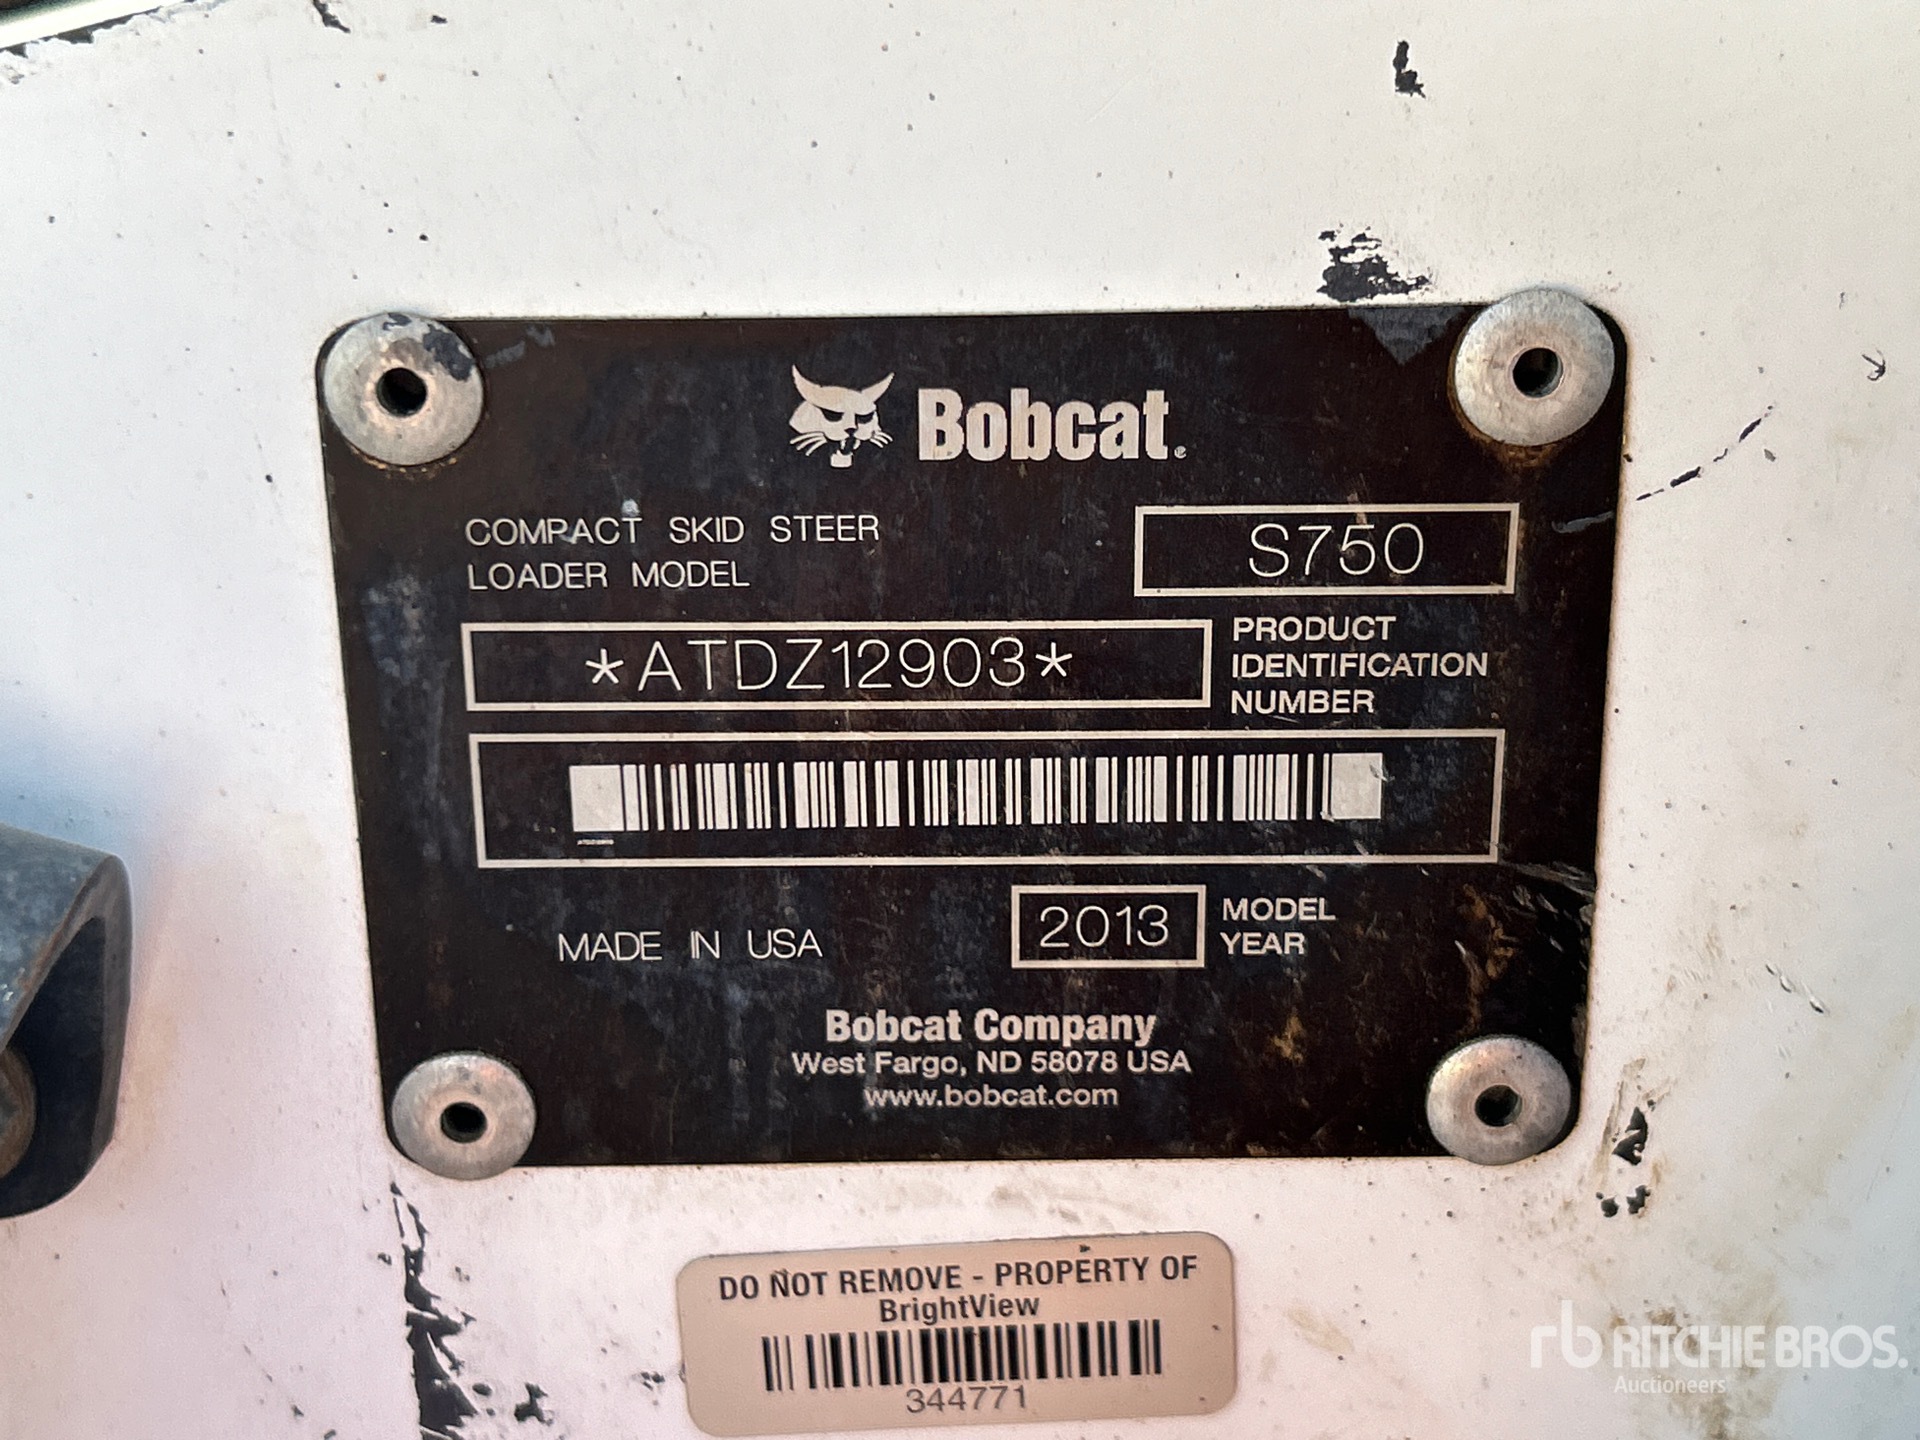 Bobcat®
COMPACT SKID STEER
LOADER MODEL
S750
*ATDZ12903*
PRODUCT
IDENTIFICATION
NUMBER
MADE IN USA
2013
MODEL
YEAR
Bobcat Company
West Fargo, ND 58078 USA
www.bobcat.com
DO NOT REMOVE - PROPERTY OF
BrightView
344771
rb RITCHIE BROS.
Auctioneers